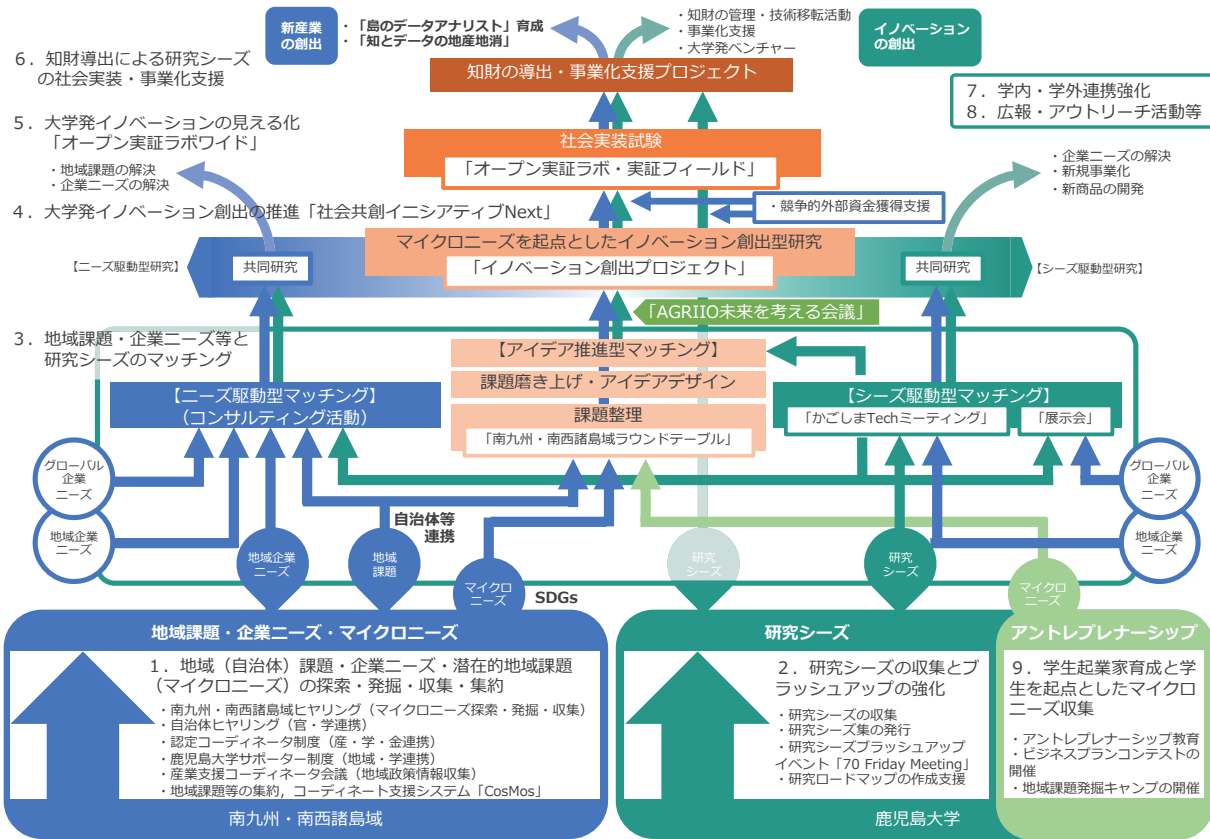 新産業
の創出
・「島のデータアナリスト」育成
・「知とデータの地産地消」
・知財の管理・技術移転活動
・事業化支援
・大学発ベンチャー
イノベーション
の創出
6．知財導出による研究シーズ
の社会実装・事業化支援
知財の導出・事業化支援プロジェクト
7．学内・学外連携強化
8．広報・アウトリーチ活動等
5．大学発イノベーションの見える化
「オープン実証ラボワイド」
・地域課題の解決
・企業ニーズの解決
社会実装試験
「オープン実証ラボ・実証フィールド」
・企業ニーズの解決
・新規事業化
・新商品の開発
4．大学発イノベーション創出の推進「社会共創イニシアティブNext」
・競争的外部資金獲得支援
マイクロニーズを起点としたイノベーション創出型研究
「イノベーション創出プロジェクト」
【ニーズ駆動型研究】
共同研究
共同研究
【シーズ駆動型研究】
「AGRIIO未来を考える会議」
3．地域課題・企業ニーズ等と
研究シーズのマッチング
【アイデア推進型マッチング】
課題磨き上げ・アイデアデザイン
課題整理
「南九州・南西諸島域ラウンドテーブル」
【ニーズ駆動型マッチング】
（コンサルティング活動）
【シーズ駆動型マッチング】
「かごしまTechミーティング」
「展示会」
グローバル
企業
ニーズ
地域企業
ニーズ
グローバル
企業
ニーズ
地域企業
ニーズ
自治体等
連携
地域企業
ニーズ
地域
課題
マイクロ
ニーズ
SDGs
研究
シーズ
研究
シーズ
マイクロ
ニーズ
地域課題・企業ニーズ・マイクロニーズ
1．地域（自治体）課題・企業ニーズ・潜在的地域課題
（マイクロニーズ）の探索・発掘・収集・集約
・南九州・南西諸島域ヒヤリング（マイクロニーズ探索・発掘・収集）
・自治体ヒヤリング（官・学連携）
・認定コーディネータ制度（産・学・金連携）
・鹿児島大学サポーター制度（地域・学連携）
・産業支援コーディネータ会議（地域政策情報収集）
・地域課題等の集約，コーディネート支援システム「CosMos」
南九州・南西諸島域
研究シーズ
2．研究シーズの収集とブ
ラッシュアップの強化
・研究シーズの収集
・研究シーズ集の発行
・研究シーズブラッシュアップ
イベント「70 Friday Meeting」
・研究ロードマップの作成支援
鹿児島大学
アントレプレナーシップ
9．学生起業家育成と学
生を起点としたマイクロ
ニーズ収集
・アントレプレナーシップ教育
・ビジネスプランコンテストの
開催
・地域課題発掘キャンプの開催